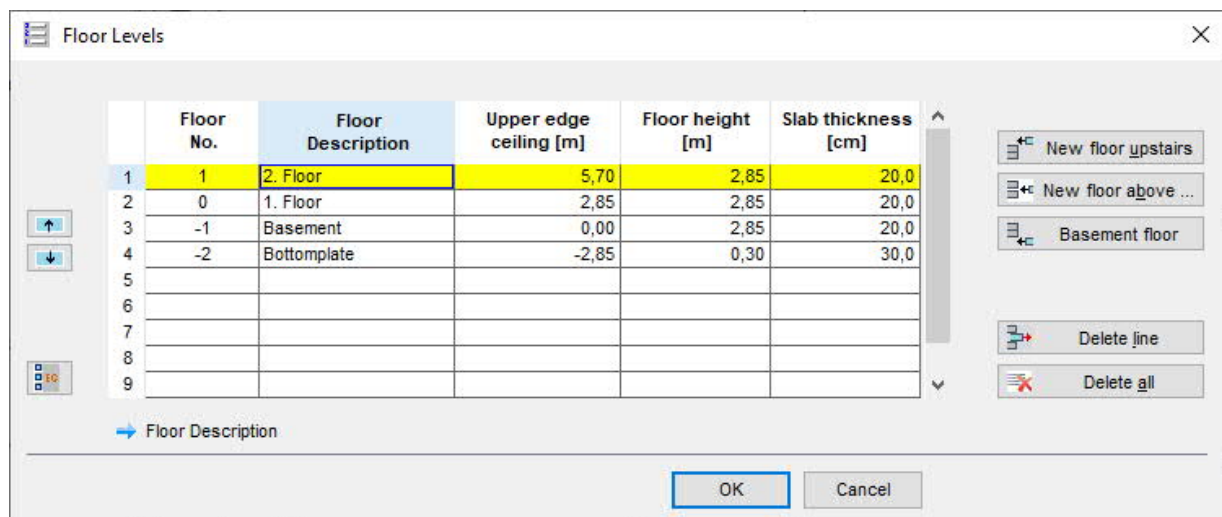 Floor Levels
Floor No. Floor Description Upper edge ceiling [m] Floor height [m] Slab thickness [cm]
1 1 2. Floor 5,70 2,85 20,0
2 0 1. Floor 2,85 2,85 20,0
3 -1 Basement 0,00 2,85 20,0
4 -2 Bottomplate -2,85 0,30 30,0
5
6
7
8
9
New floor upstairs
New floor above ...
Basement floor
Delete line
Delete all
EQ
Floor Description
OK Cancel